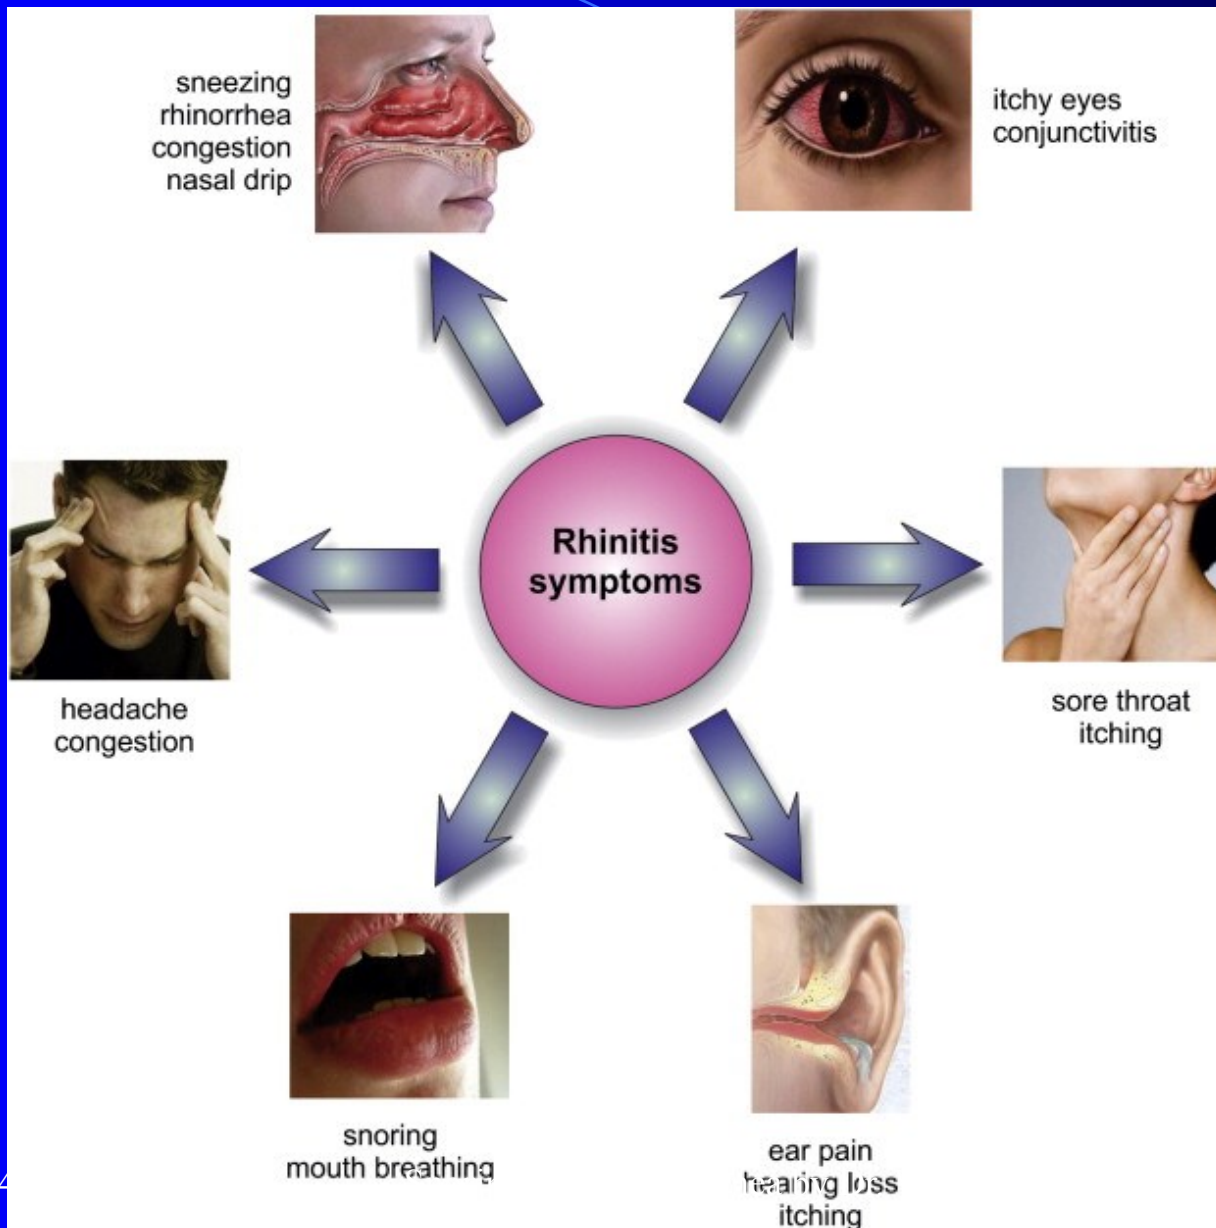 sneezing
rhinorrhea
congestion
nasal drip
itchy eyes
conjunctivitis
Rhinitis
symptoms
headache
congestion
sore throat
itching
snoring
mouth breathing
ear pain
hearing loss
itching